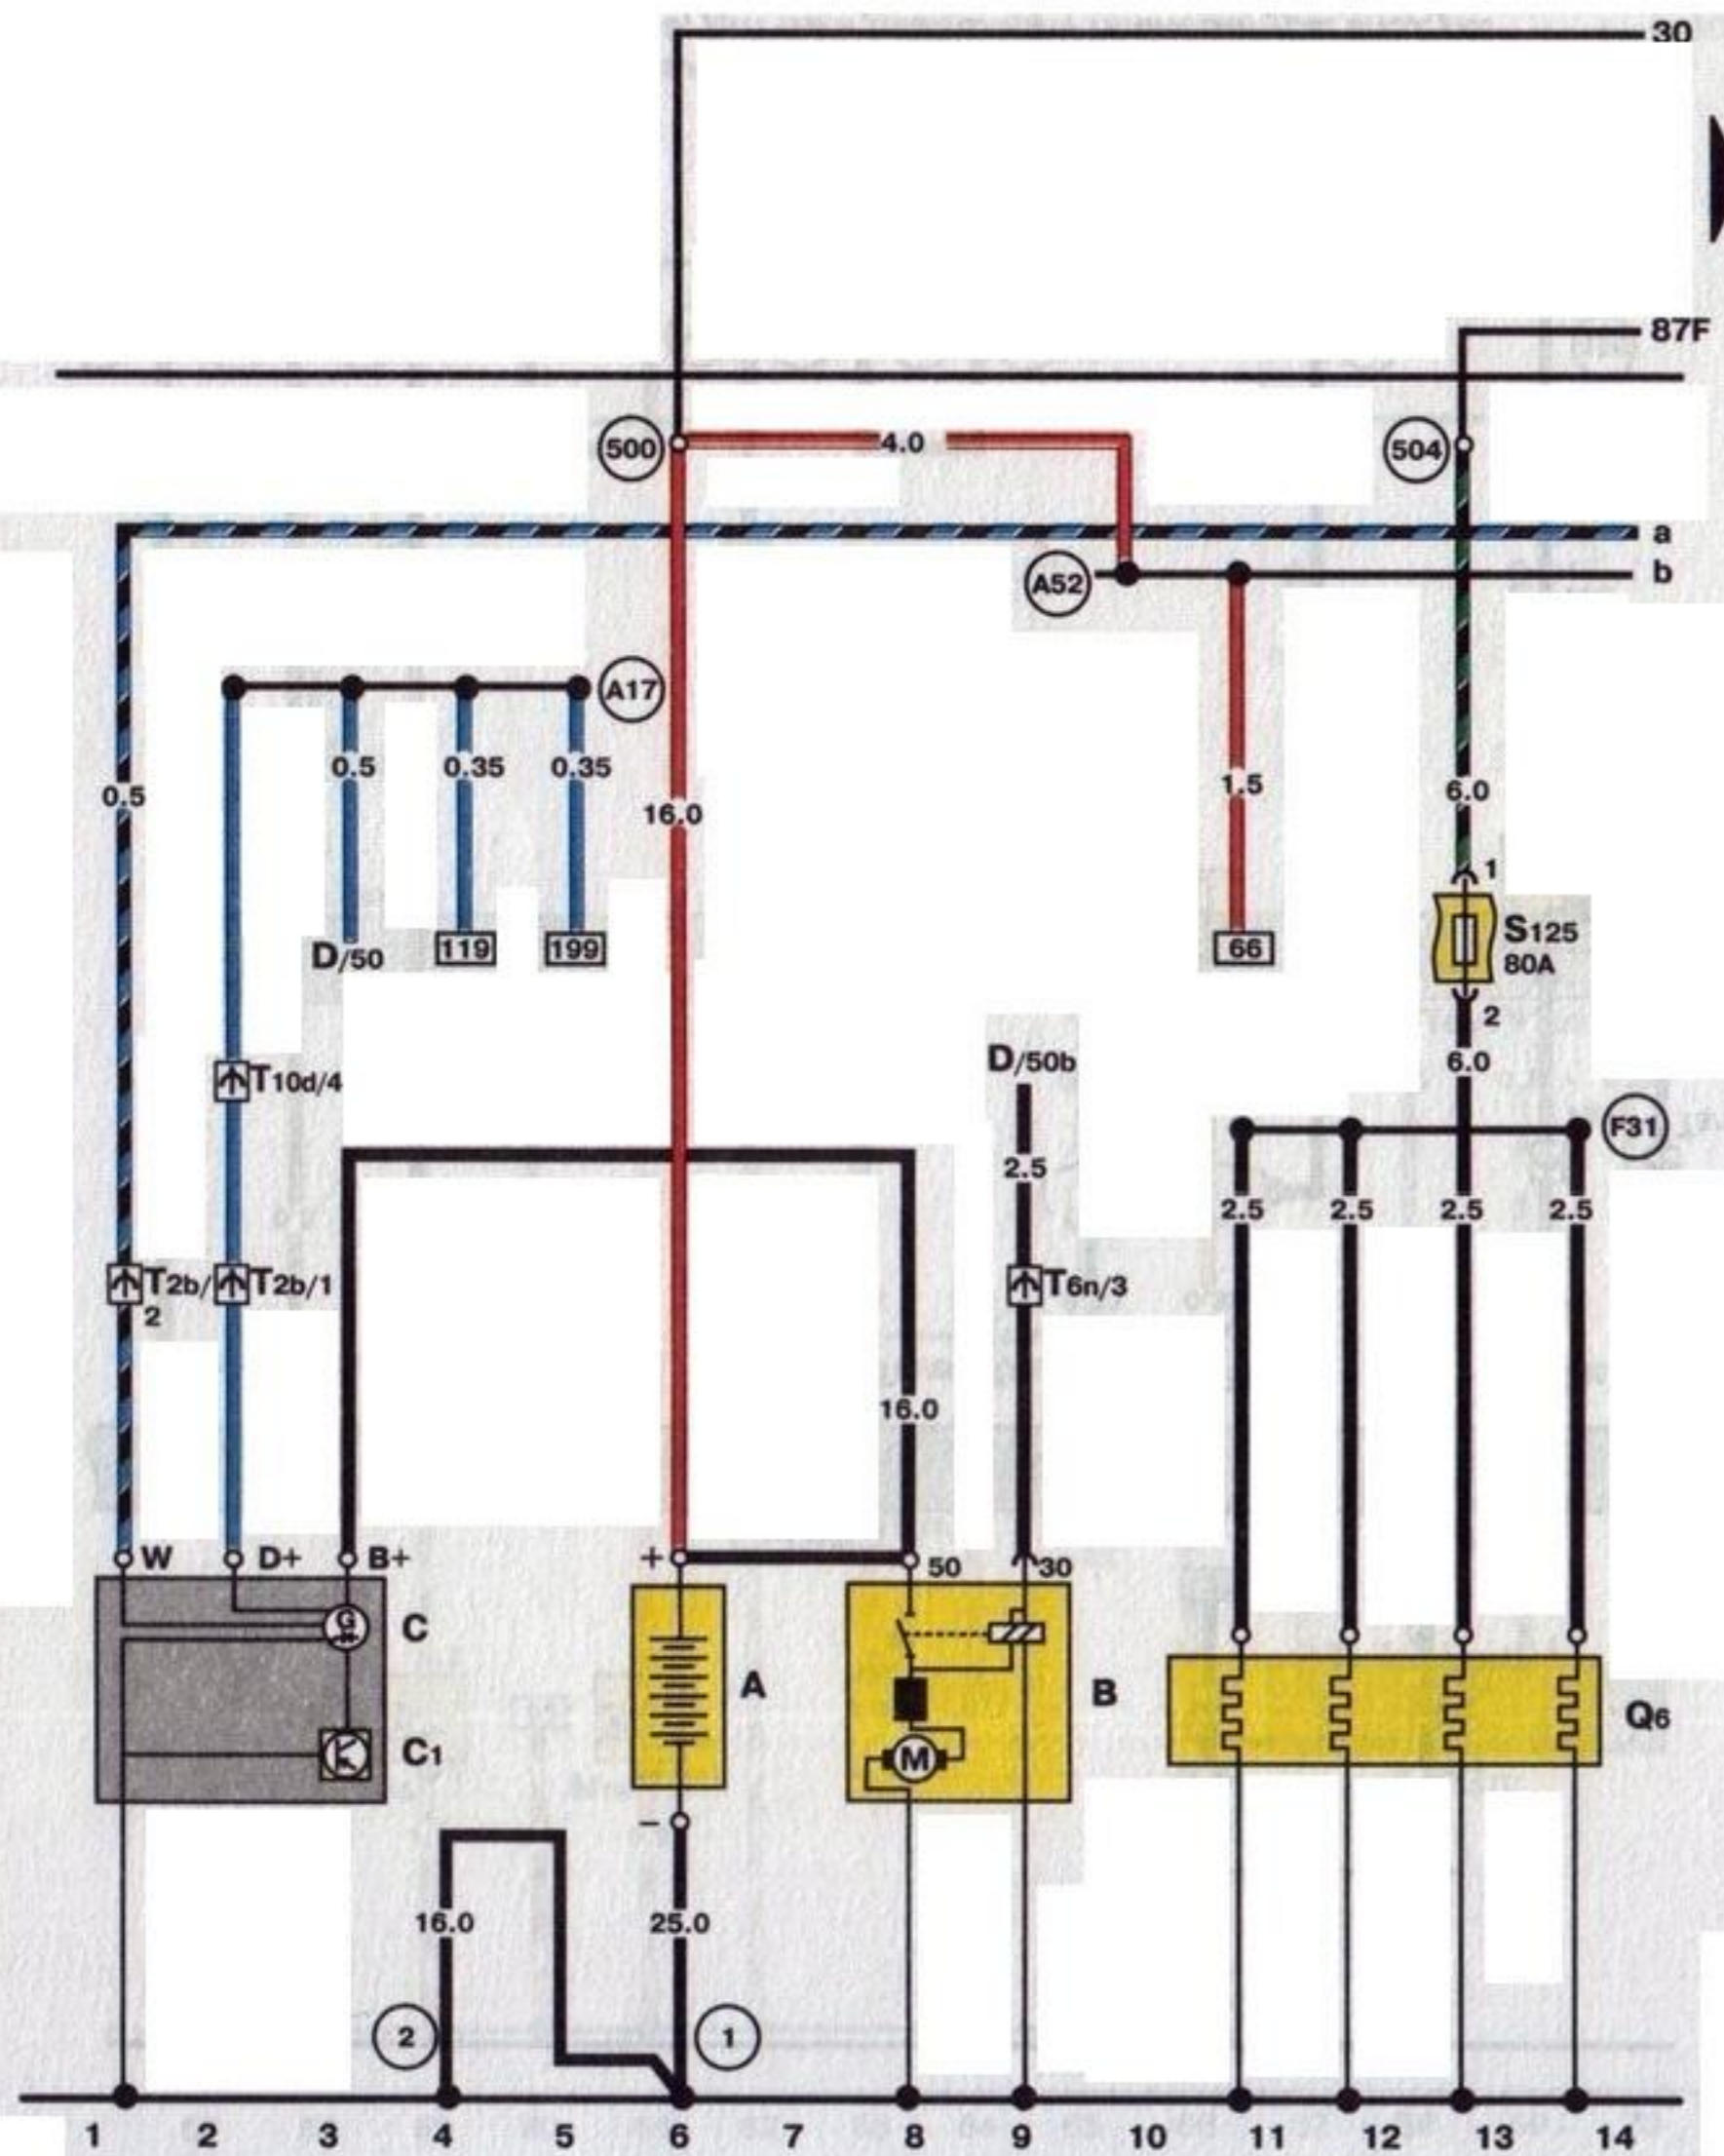 30
87F
500
4.0
504
a
A52
b
A17
0.5
0.5
0.35
0.35
16.0
1.5
6.0
1
D/50
119
199
66
S125
80A
2
D/50b
6.0
T10d/4
F31
2.5
2.5
2.5
2.5
2.5
T2b/
2
T2b/1
T6n/3
16.0
W
D+
B+
+
50
30
G
C
A
B
M
C1
Q6
–
16.0
25.0
2
1
1 2 3 4 5 6 7 8 9 10 11 12 13 14